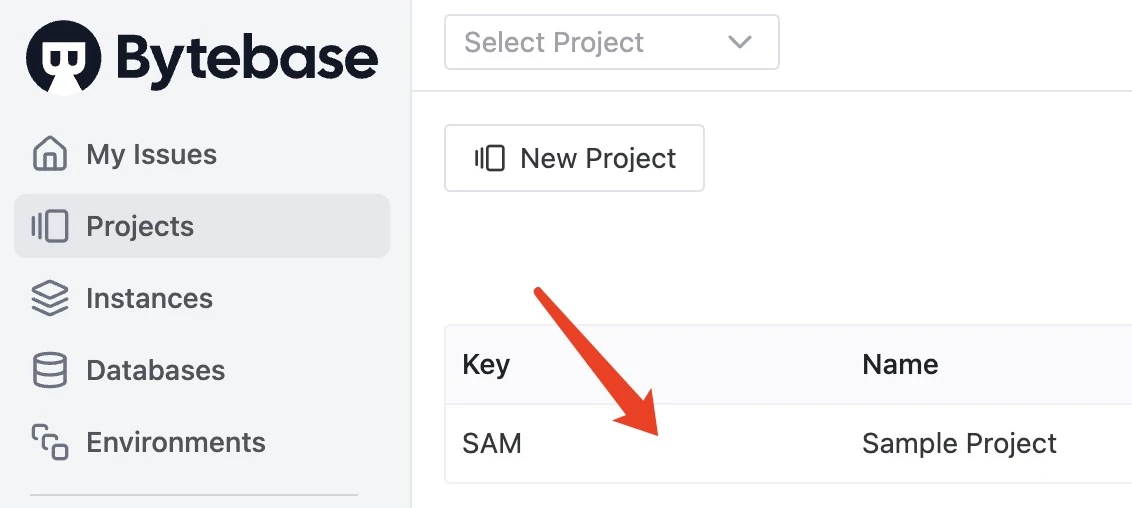 Bytebase
My Issues
Projects
Instances
Databases
Environments
Select Project
New Project
Key Name
SAM Sample Project